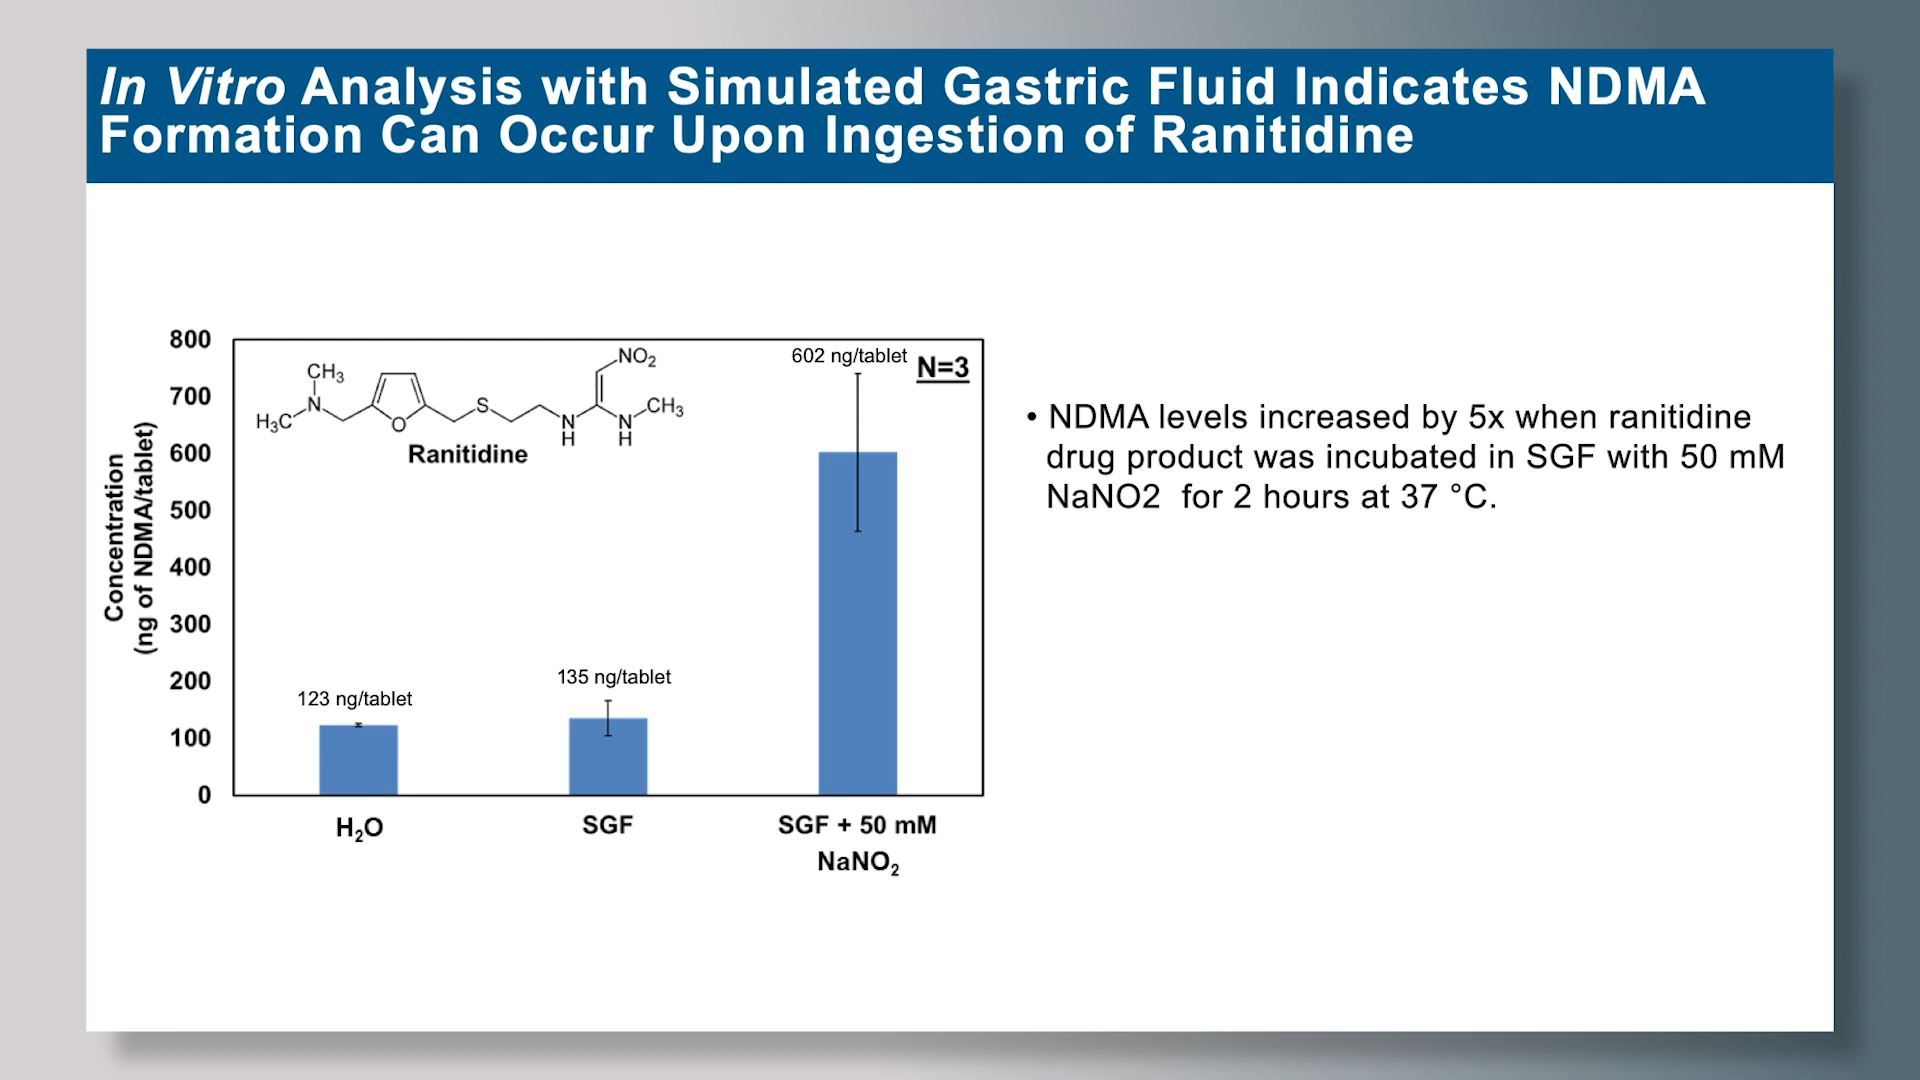 In Vitro Analysis with Simulated Gastric Fluid Indicates NDMA
Formation Can Occur Upon Ingestion of Ranitidine
800
700
600
500
400
300
200
100
0
Concentration
(ng of NDMA/tablet)
CH₃
H₃C
N
O
S
N
H
NO₂
N
H
CH₃
Ranitidine
N=3
123 ng/tablet
135 ng/tablet
602 ng/tablet
H₂O
SGF
SGF + 50 mM
NaNO₂
• NDMA levels increased by 5x when ranitidine
drug product was incubated in SGF with 50 mM
NaNO2  for 2 hours at 37 °C.